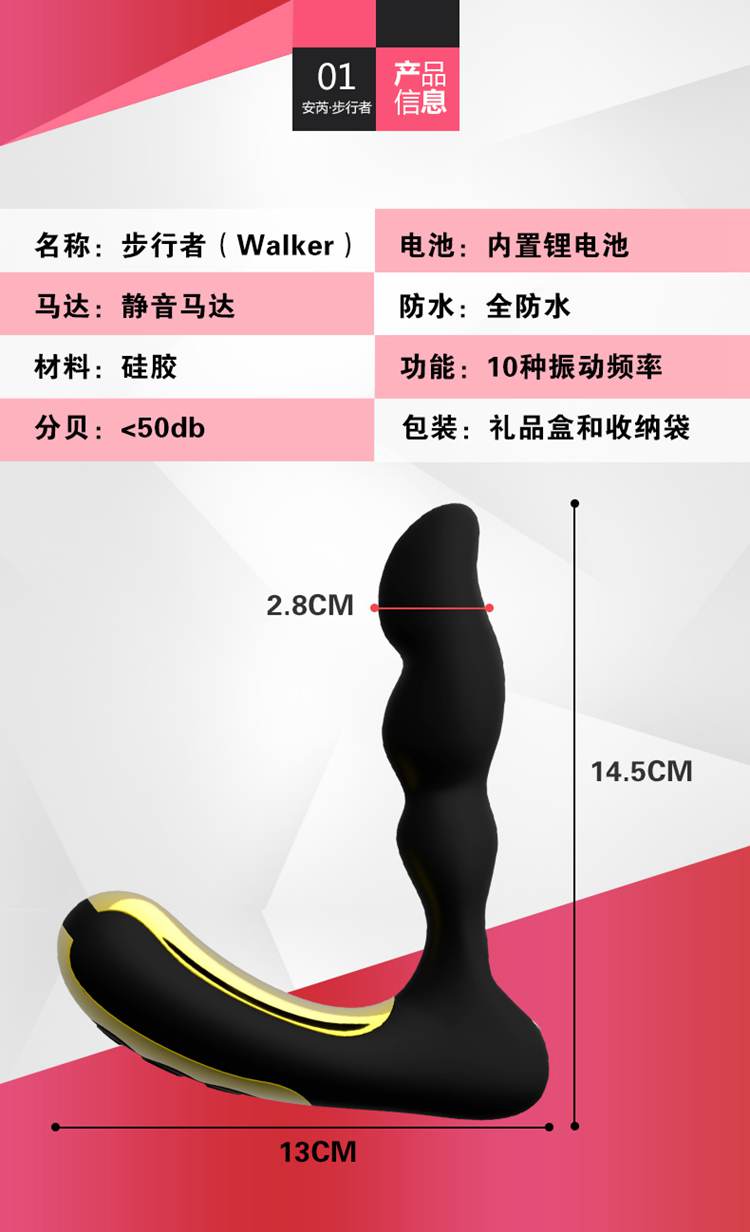 01
安芮·步行者
产品
信息
名称：步行者（Walker）
电池：内置锂电池
马达：静音马达
防水：全防水
材料：硅胶
功能：10种振动频率
分贝：<50db
包装：礼品盒和收纳袋
2.8CM
14.5CM
13CM